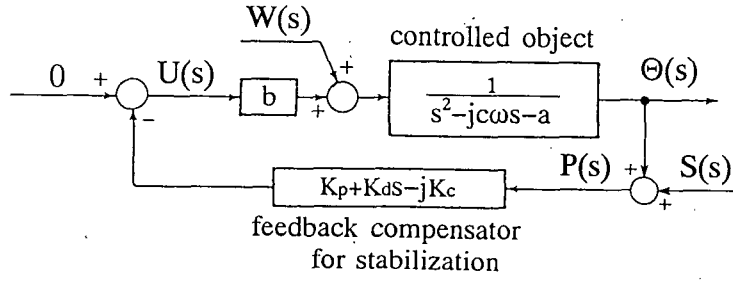 W(s)
controlled object
0
+
U(s)
b
+
+
1
s²-jcωs-a
Θ(s)
-
Kp+Kds-jKc
P(s)
+
+
S(s)
feedback compensator
for stabilization